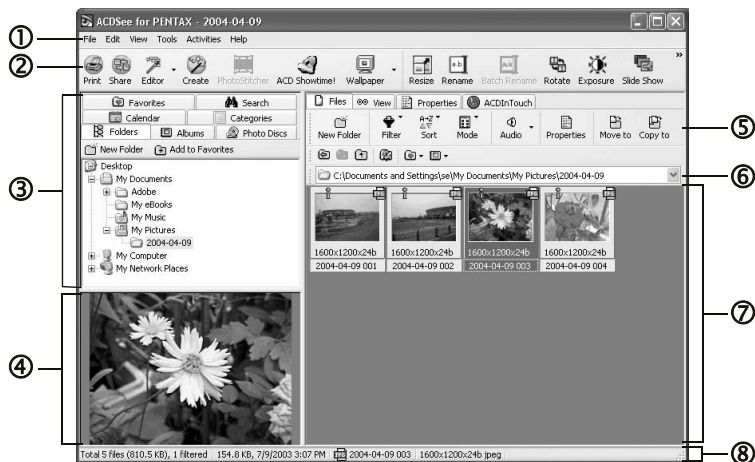 ACDSee for PENTAX - 2004-04-09
① File Edit View Tools Activities Help
② Print Share Editor Create PhotoStitcher ACD Showtime! Wallpaper Resize Rename Batch Rename Rotate Exposure Slide Show »
③
Favorites Search
Calendar Categories
Folders Albums Photo Discs
New Folder Add to Favorites
Desktop
My Documents
Adobe
My eBooks
My Music
My Pictures
2004-04-09
My Computer
My Network Places
④
Files View Properties ACDInTouch
New Folder Filter Sort Mode Audio Properties Move to Copy to
⑤
C:\Documents and Settings\se\My Documents\My Pictures\2004-04-09
⑥
1600x1200x24b 1600x1200x24b 1600x1200x24b 1600x1200x24b
2004-04-09 001 2004-04-09 002 2004-04-09 003 2004-04-09 004
⑦
Total 5 files (810.5 KB), 1 filtered 154.8 KB, 7/9/2003 3:07 PM 2004-04-09 003 1600x1200x24b jpeg
⑧